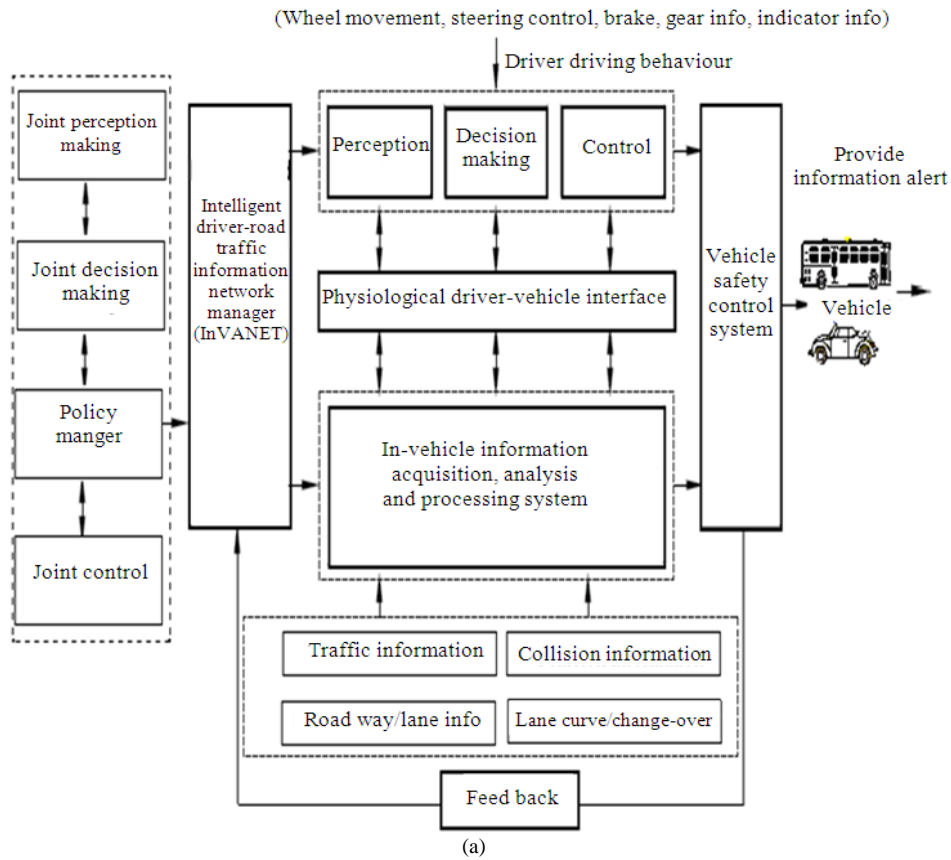 (Wheel movement, steering control, brake, gear info, indicator info)
Driver driving behaviour
Joint perception
making
Joint decision
making
Policy
manger
Joint control
Intelligent
driver-road
traffic
information
network
manager
(InVANET)
Perception
Decision
making
Control
Physiological driver-vehicle interface
In-vehicle information
acquisition, analysis
and processing system
Vehicle
safety
control
system
Provide
information alert
Vehicle
Traffic information
Collision information
Road way/lane info
Lane curve/change-over
Feed back
(a)